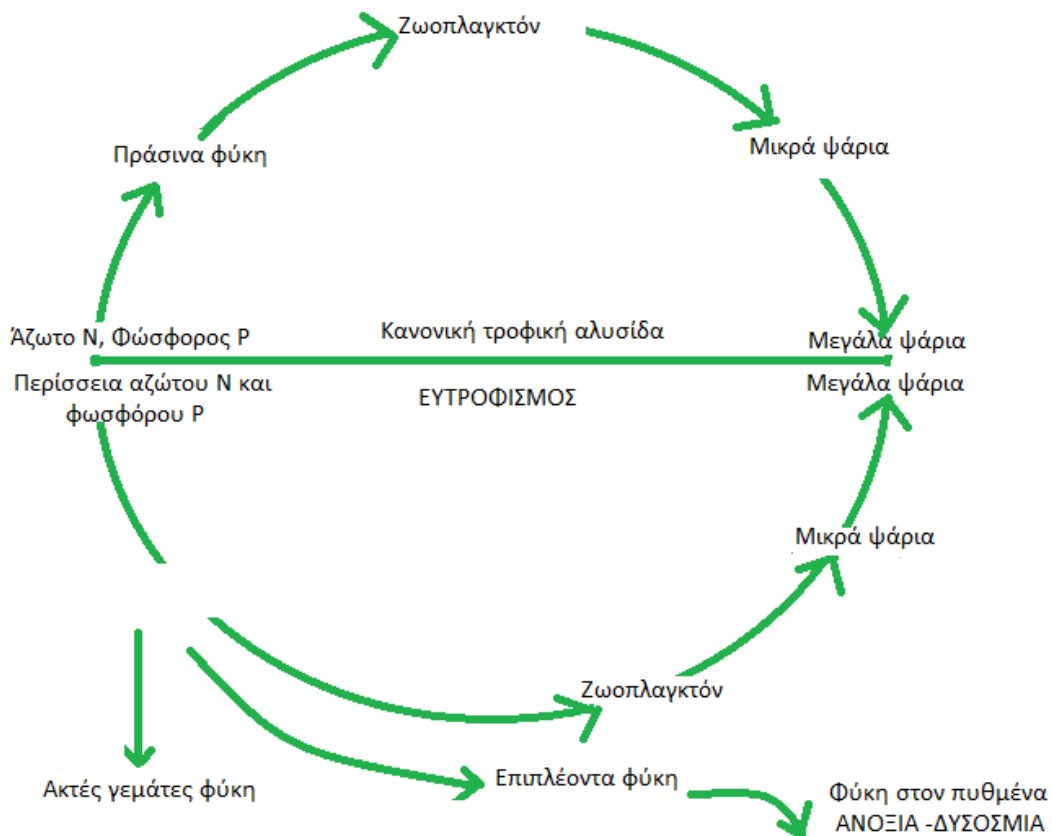 Ζωοπλαγκτόν
Πράσινα φύκη
Μικρά ψάρια
Άζωτο Ν, Φώσφορος Ρ
Κανονική τροφική αλυσίδα
Μεγάλα ψάρια
Περίσσεια αζώτου Ν και
φωσφόρου Ρ
ΕΥΤΡΟΦΙΣΜΟΣ
Μεγάλα ψάρια
Μικρά ψάρια
Ζωοπλαγκτόν
Ακτές γεμάτες φύκη
Επιπλέοντα φύκη
Φύκη στον πυθμένα
ΑΝΟΞΙΑ -ΔΥΣΟΣΜΙΑ